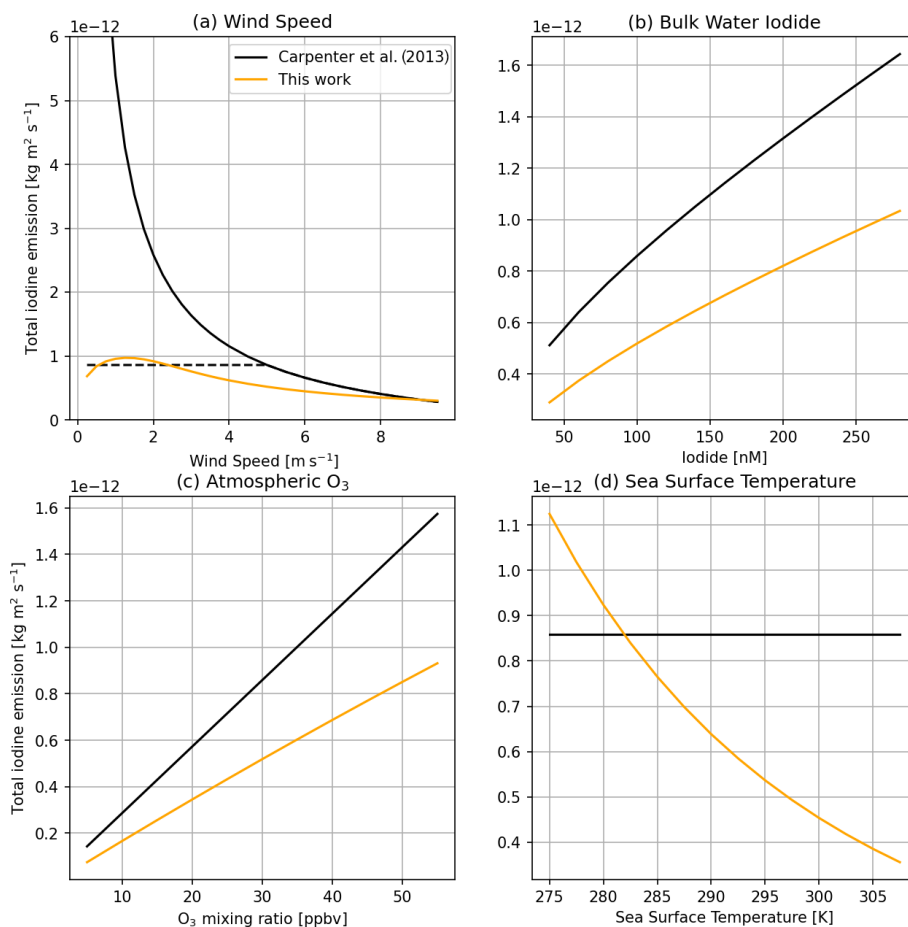 (a) Wind Speed
1e−12
Total iodine emission [kg m² s⁻¹]
6
5
4
3
2
1
0
Carpenter et al. (2013)
This work
0 2 4 6 8
Wind Speed [m s⁻¹]
(b) Bulk Water Iodide
1e−12
1.6
1.4
1.2
1.0
0.8
0.6
0.4
50 100 150 200 250
Iodide [nM]
(c) Atmospheric O₃
1e−12
Total iodine emission [kg m² s⁻¹]
1.6
1.4
1.2
1.0
0.8
0.6
0.4
0.2
10 20 30 40 50
O₃ mixing ratio [ppbv]
(d) Sea Surface Temperature
1e−12
1.1
1.0
0.9
0.8
0.7
0.6
0.5
0.4
275 280 285 290 295 300 305
Sea Surface Temperature [K]